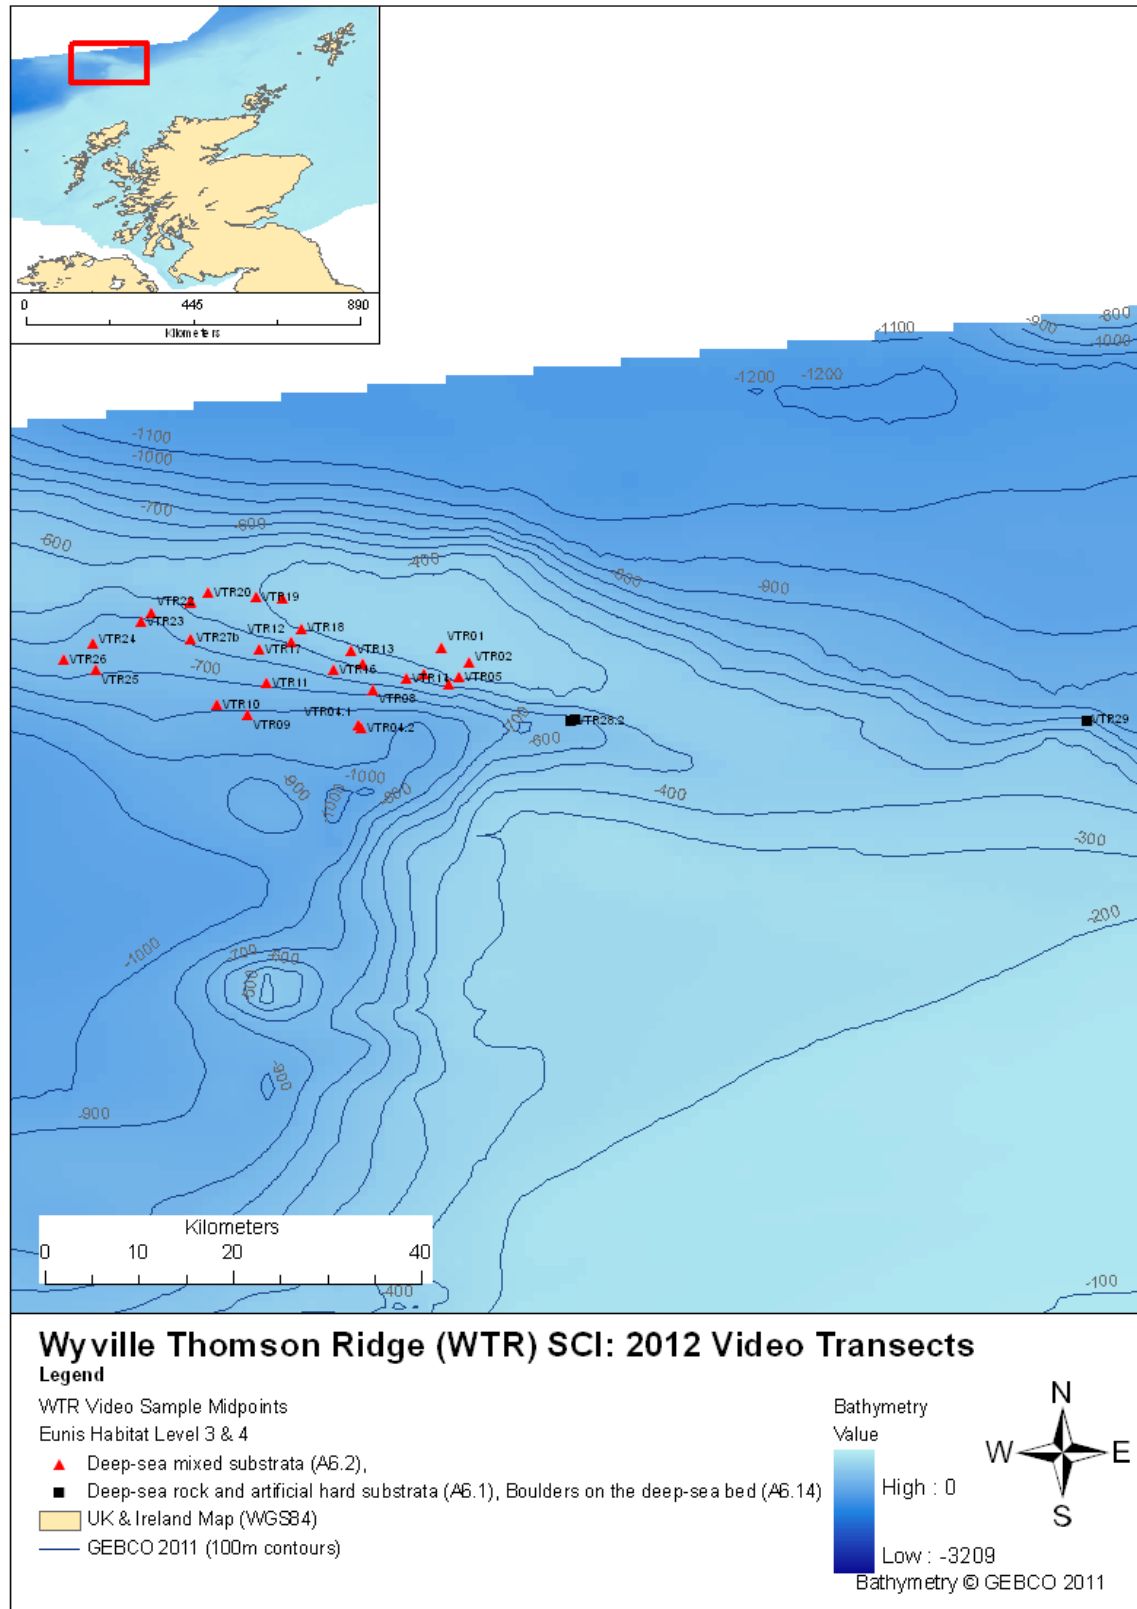 0 445 890
Kilometers
-800
-900
-1100
-1000
-1200
-1200
-1100
-1000
-700
-800
-600
-400
-900
VTR20
VTR19
VTR22
VTR23
VTR12
VTR18
VTR24
VTR27b
VTR17
VTR13
VTR01
VTR26
VTR02
VTR25
-700
VTR16
VTR14
VTR05
VTR11
VTR08
VTR10
VTR04.1
VTR09
VTR04.2
-700
VTR28.2
VTR29
-600
-900
-1000
-1000
-400
-300
-200
-1000
-700
-900
-900
Kilometers
0 10 20 40
-400
-100
Wyville Thomson Ridge (WTR) SCI: 2012 Video Transects
Legend
WTR Video Sample Midpoints
Eunis Habitat Level 3 & 4
Deep-sea mixed substrata (A6.2),
Deep-sea rock and artificial hard substrata (A6.1), Boulders on the deep-sea bed (A6.14)
UK & Ireland Map (WGS84)
GEBCO 2011 (100m contours)
Bathymetry
Value
High : 0
Low : -3209
Bathymetry © GEBCO 2011
N
W E
S